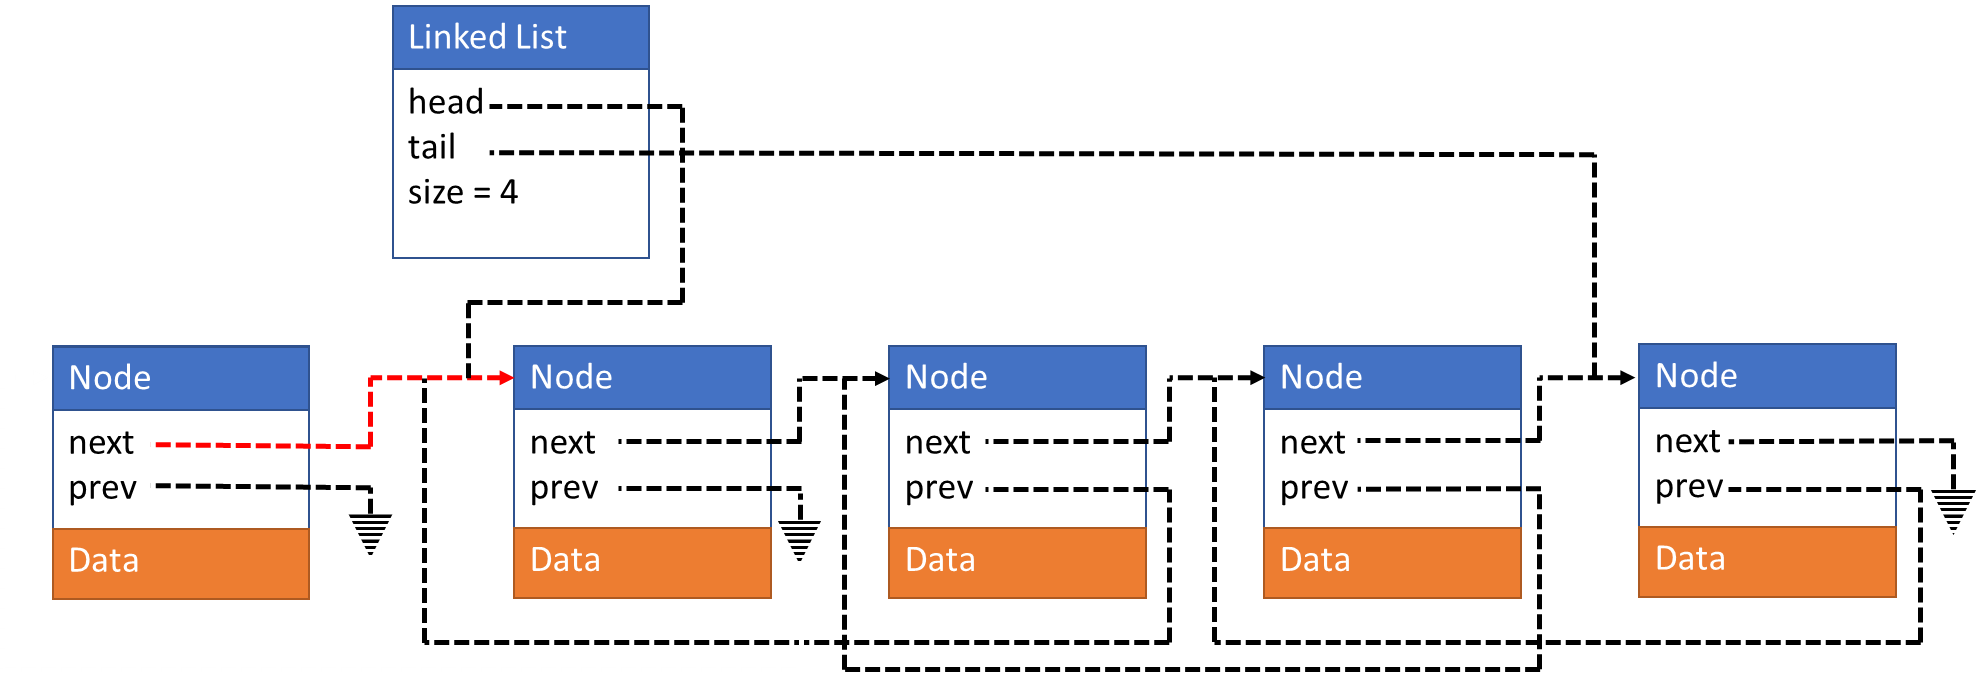 Linked List
head
tail
size = 4
Node
next
prev
Data
Node
next
prev
Data
Node
next
prev
Data
Node
next
prev
Data
Node
next
prev
Data